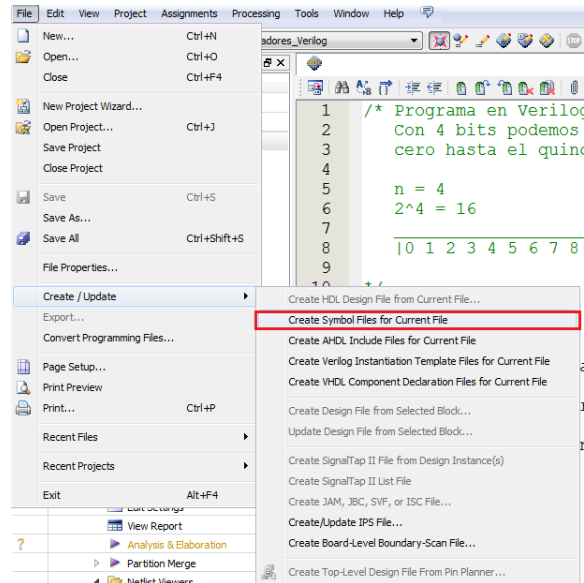 File Edit View Project Assignments Processing Tools Window Help
New... Ctrl+N
Open... Ctrl+O
Close Ctrl+F4
New Project Wizard...
Open Project... Ctrl+J
Save Project
Close Project
Save Ctrl+S
Save As...
Save All Ctrl+Shift+S
File Properties...
Create / Update
Export...
Convert Programming Files...
Page Setup...
Print Preview
Print... Ctrl+P
Recent Files
Recent Projects
Exit Alt+F4
adores_Verilog
1 /* Programa en Verilog
2 Con 4 bits podemos
3 cero hasta el quinc
4
5 n = 4
6 2^4 = 16
7
8 |0 1 2 3 4 5 6 7 8
9
10 */
Create HDL Design File from Current File...
Create Symbol Files for Current File
Create AHDL Include Files for Current File
Create Verilog Instantiation Template Files for Current File
Create VHDL Component Declaration Files for Current File
Create Design File from Selected Block...
Update Design File from Selected Block...
Create SignalTap II File from Design Instance(s)
Create SignalTap II List File
Create JAM, JBC, SVF, or ISC File...
Create/Update IPS File...
Create Board-Level Boundary-Scan File...
Create Top-Level Design File From Pin Planner...
Edit Settings
View Report
? Analysis & Elaboration
Partition Merge
Netlist Viewers